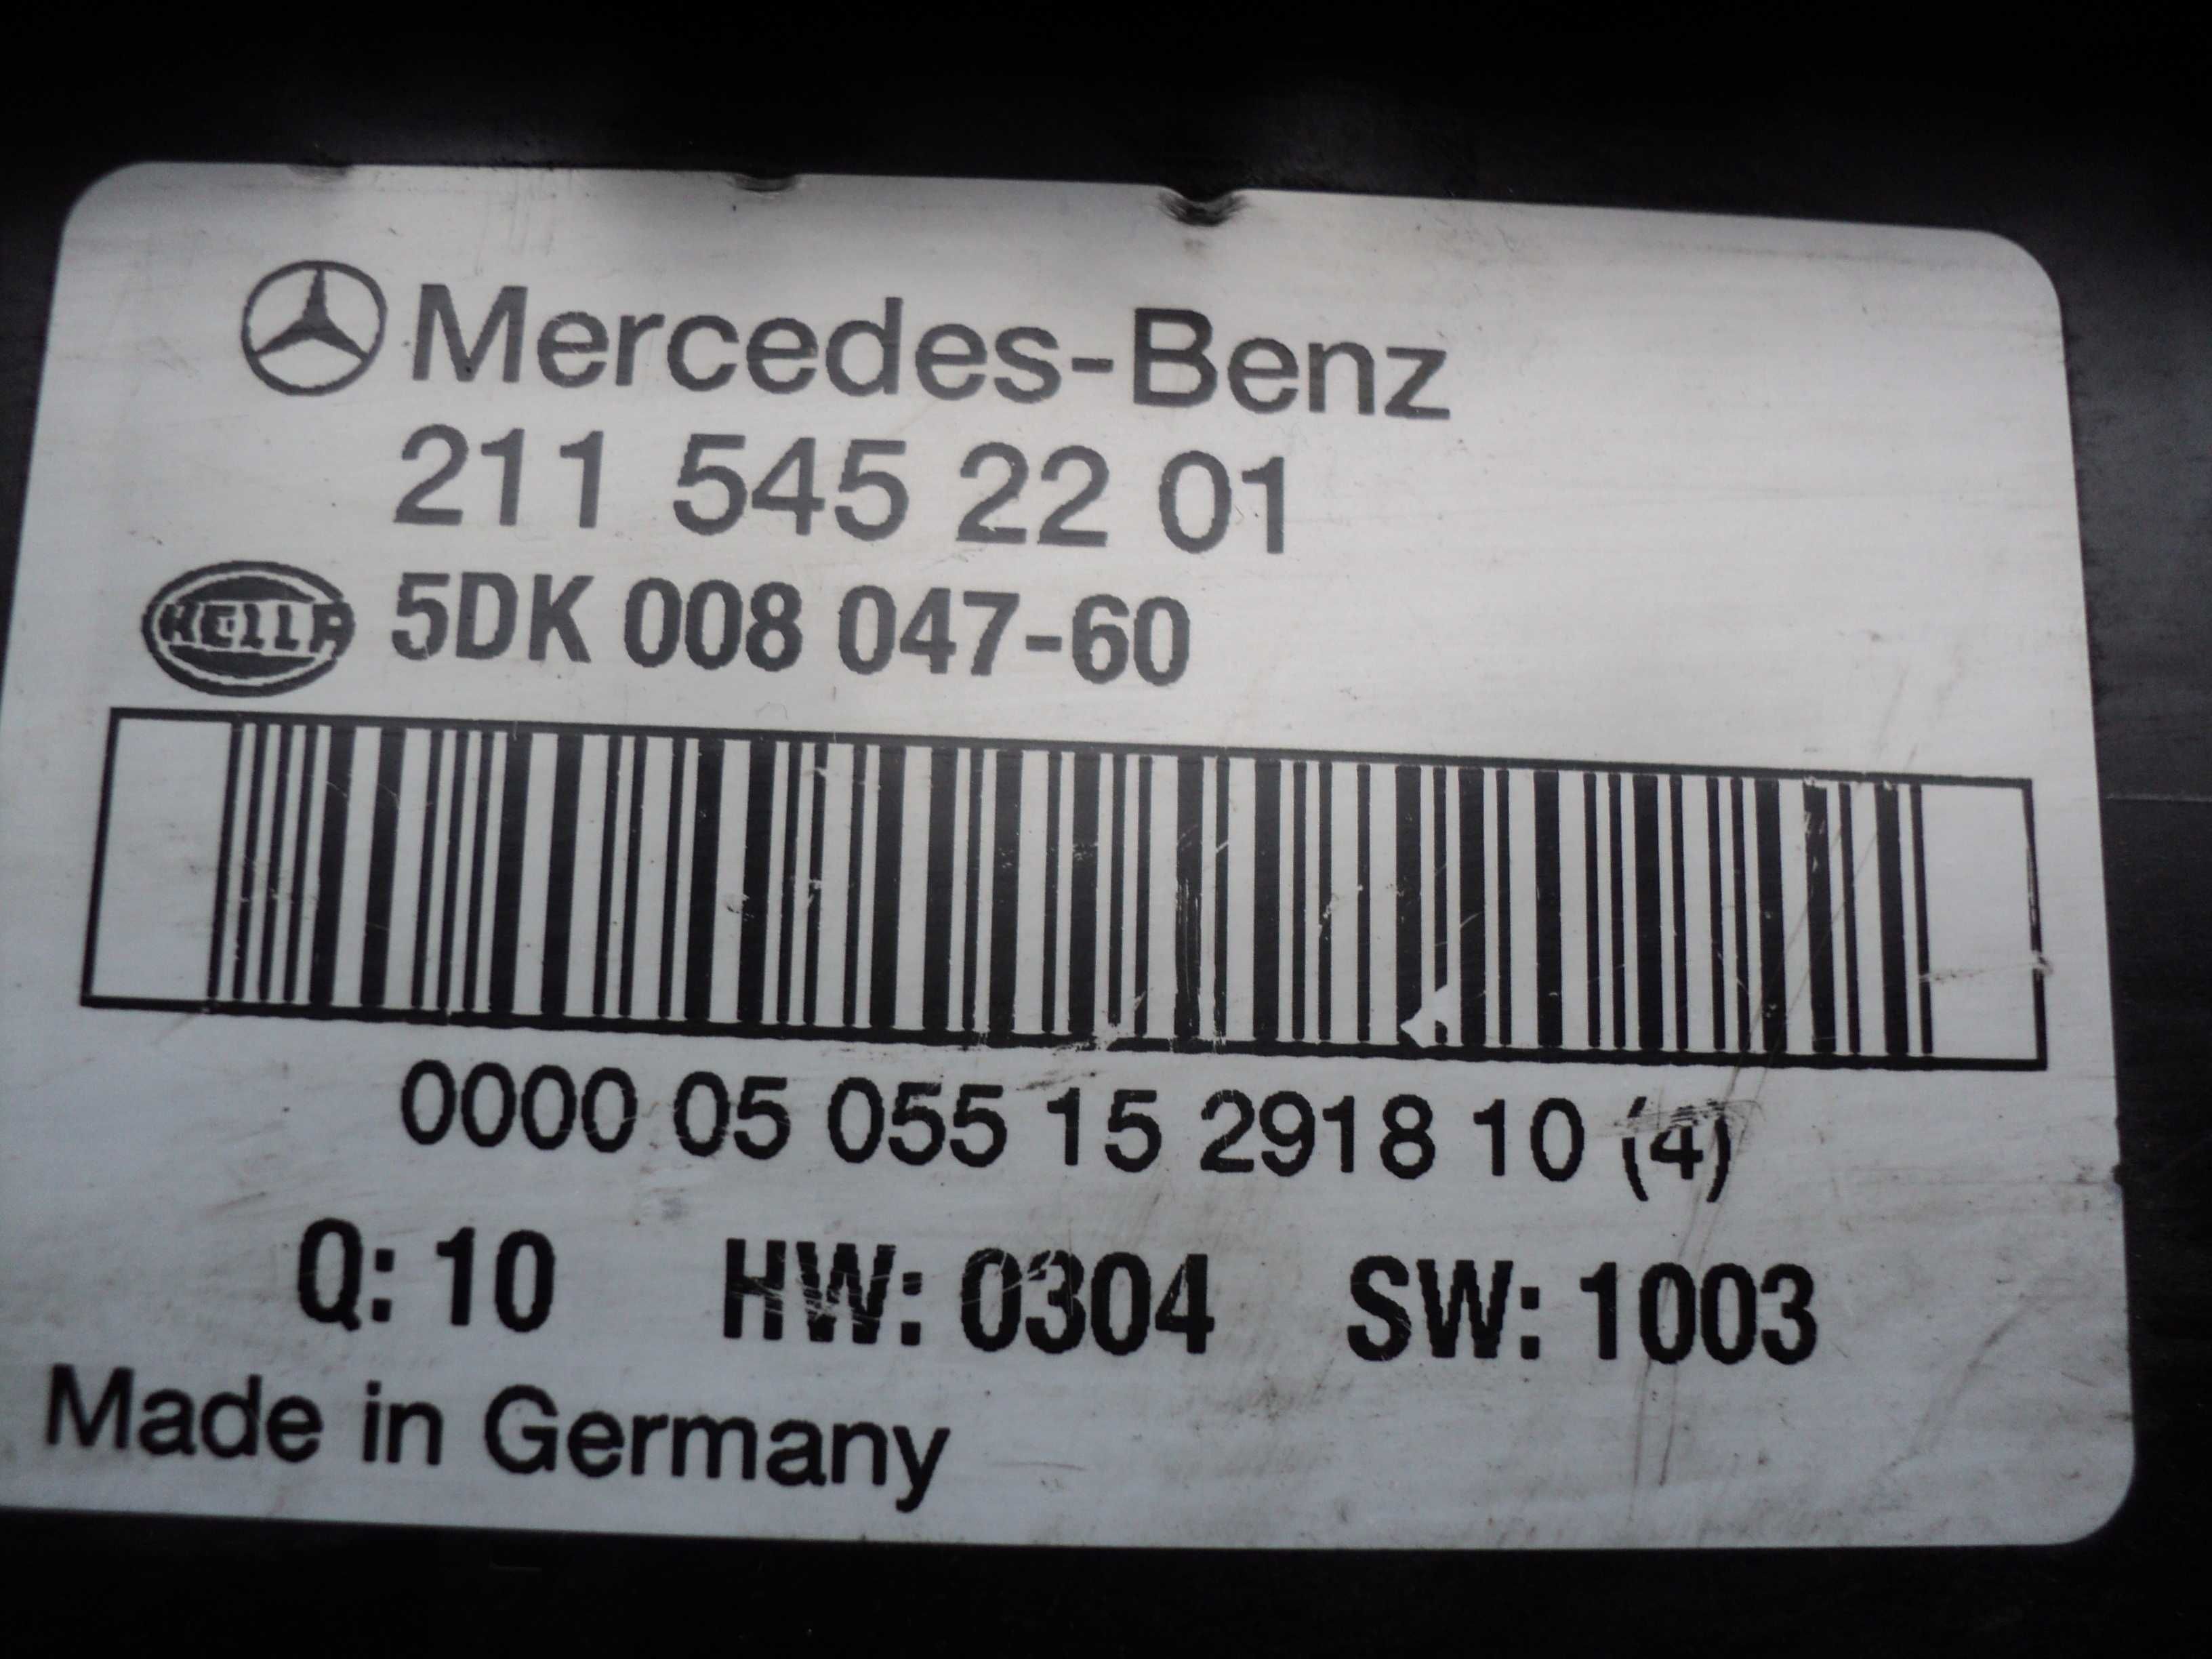 Mercedes-Benz
211 545 22 01
HELLA 5DK 008 047-60
0000 05 055 15 2918 10 (4)
Q: 10 HW: 0304 SW: 1003
Made in Germany